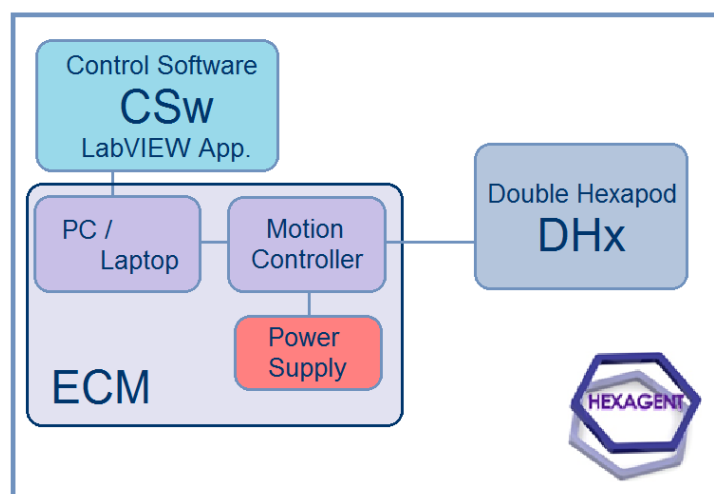 Control Software
CSw
LabVIEW App.
PC /
Laptop
Motion
Controller
Power
Supply
ECM
Double Hexapod
DHx
HEXAGENT